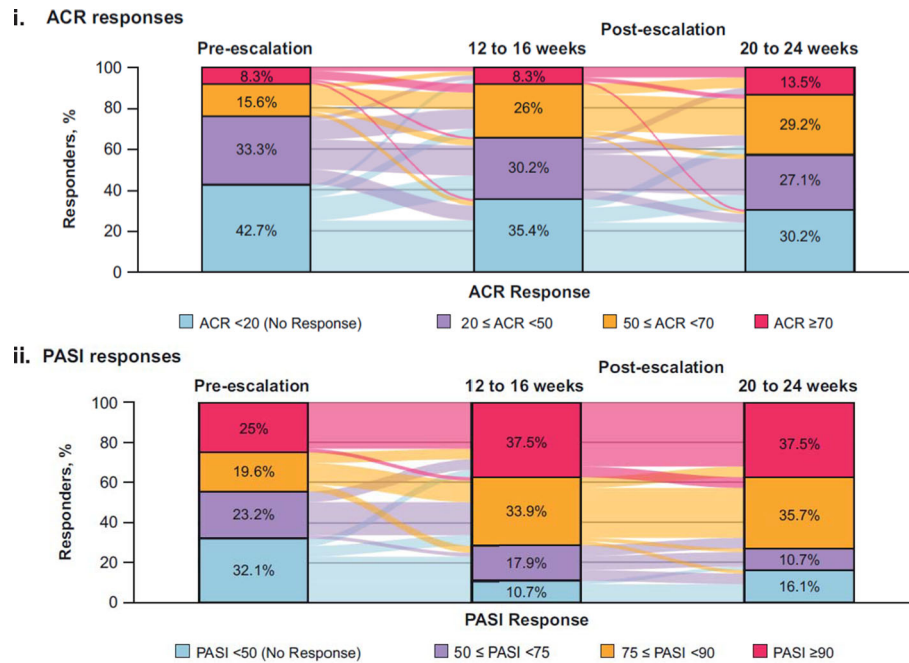 i. ACR responses
Post-escalation
Pre-escalation 12 to 16 weeks 20 to 24 weeks
Responders, %
100
80
60
40
20
0
8.3% 8.3% 13.5%
15.6% 26% 29.2%
33.3% 30.2% 27.1%
42.7% 35.4% 30.2%
ACR Response
ACR <20 (No Response) 20 ≤ ACR <50 50 ≤ ACR <70 ACR ≥70
ii. PASI responses
Post-escalation
Pre-escalation 12 to 16 weeks 20 to 24 weeks
Responders, %
100
80
60
40
20
0
25% 37.5% 37.5%
19.6% 33.9% 35.7%
23.2% 17.9% 10.7%
32.1% 10.7% 16.1%
PASI Response
PASI <50 (No Response) 50 ≤ PASI <75 75 ≤ PASI <90 PASI ≥90